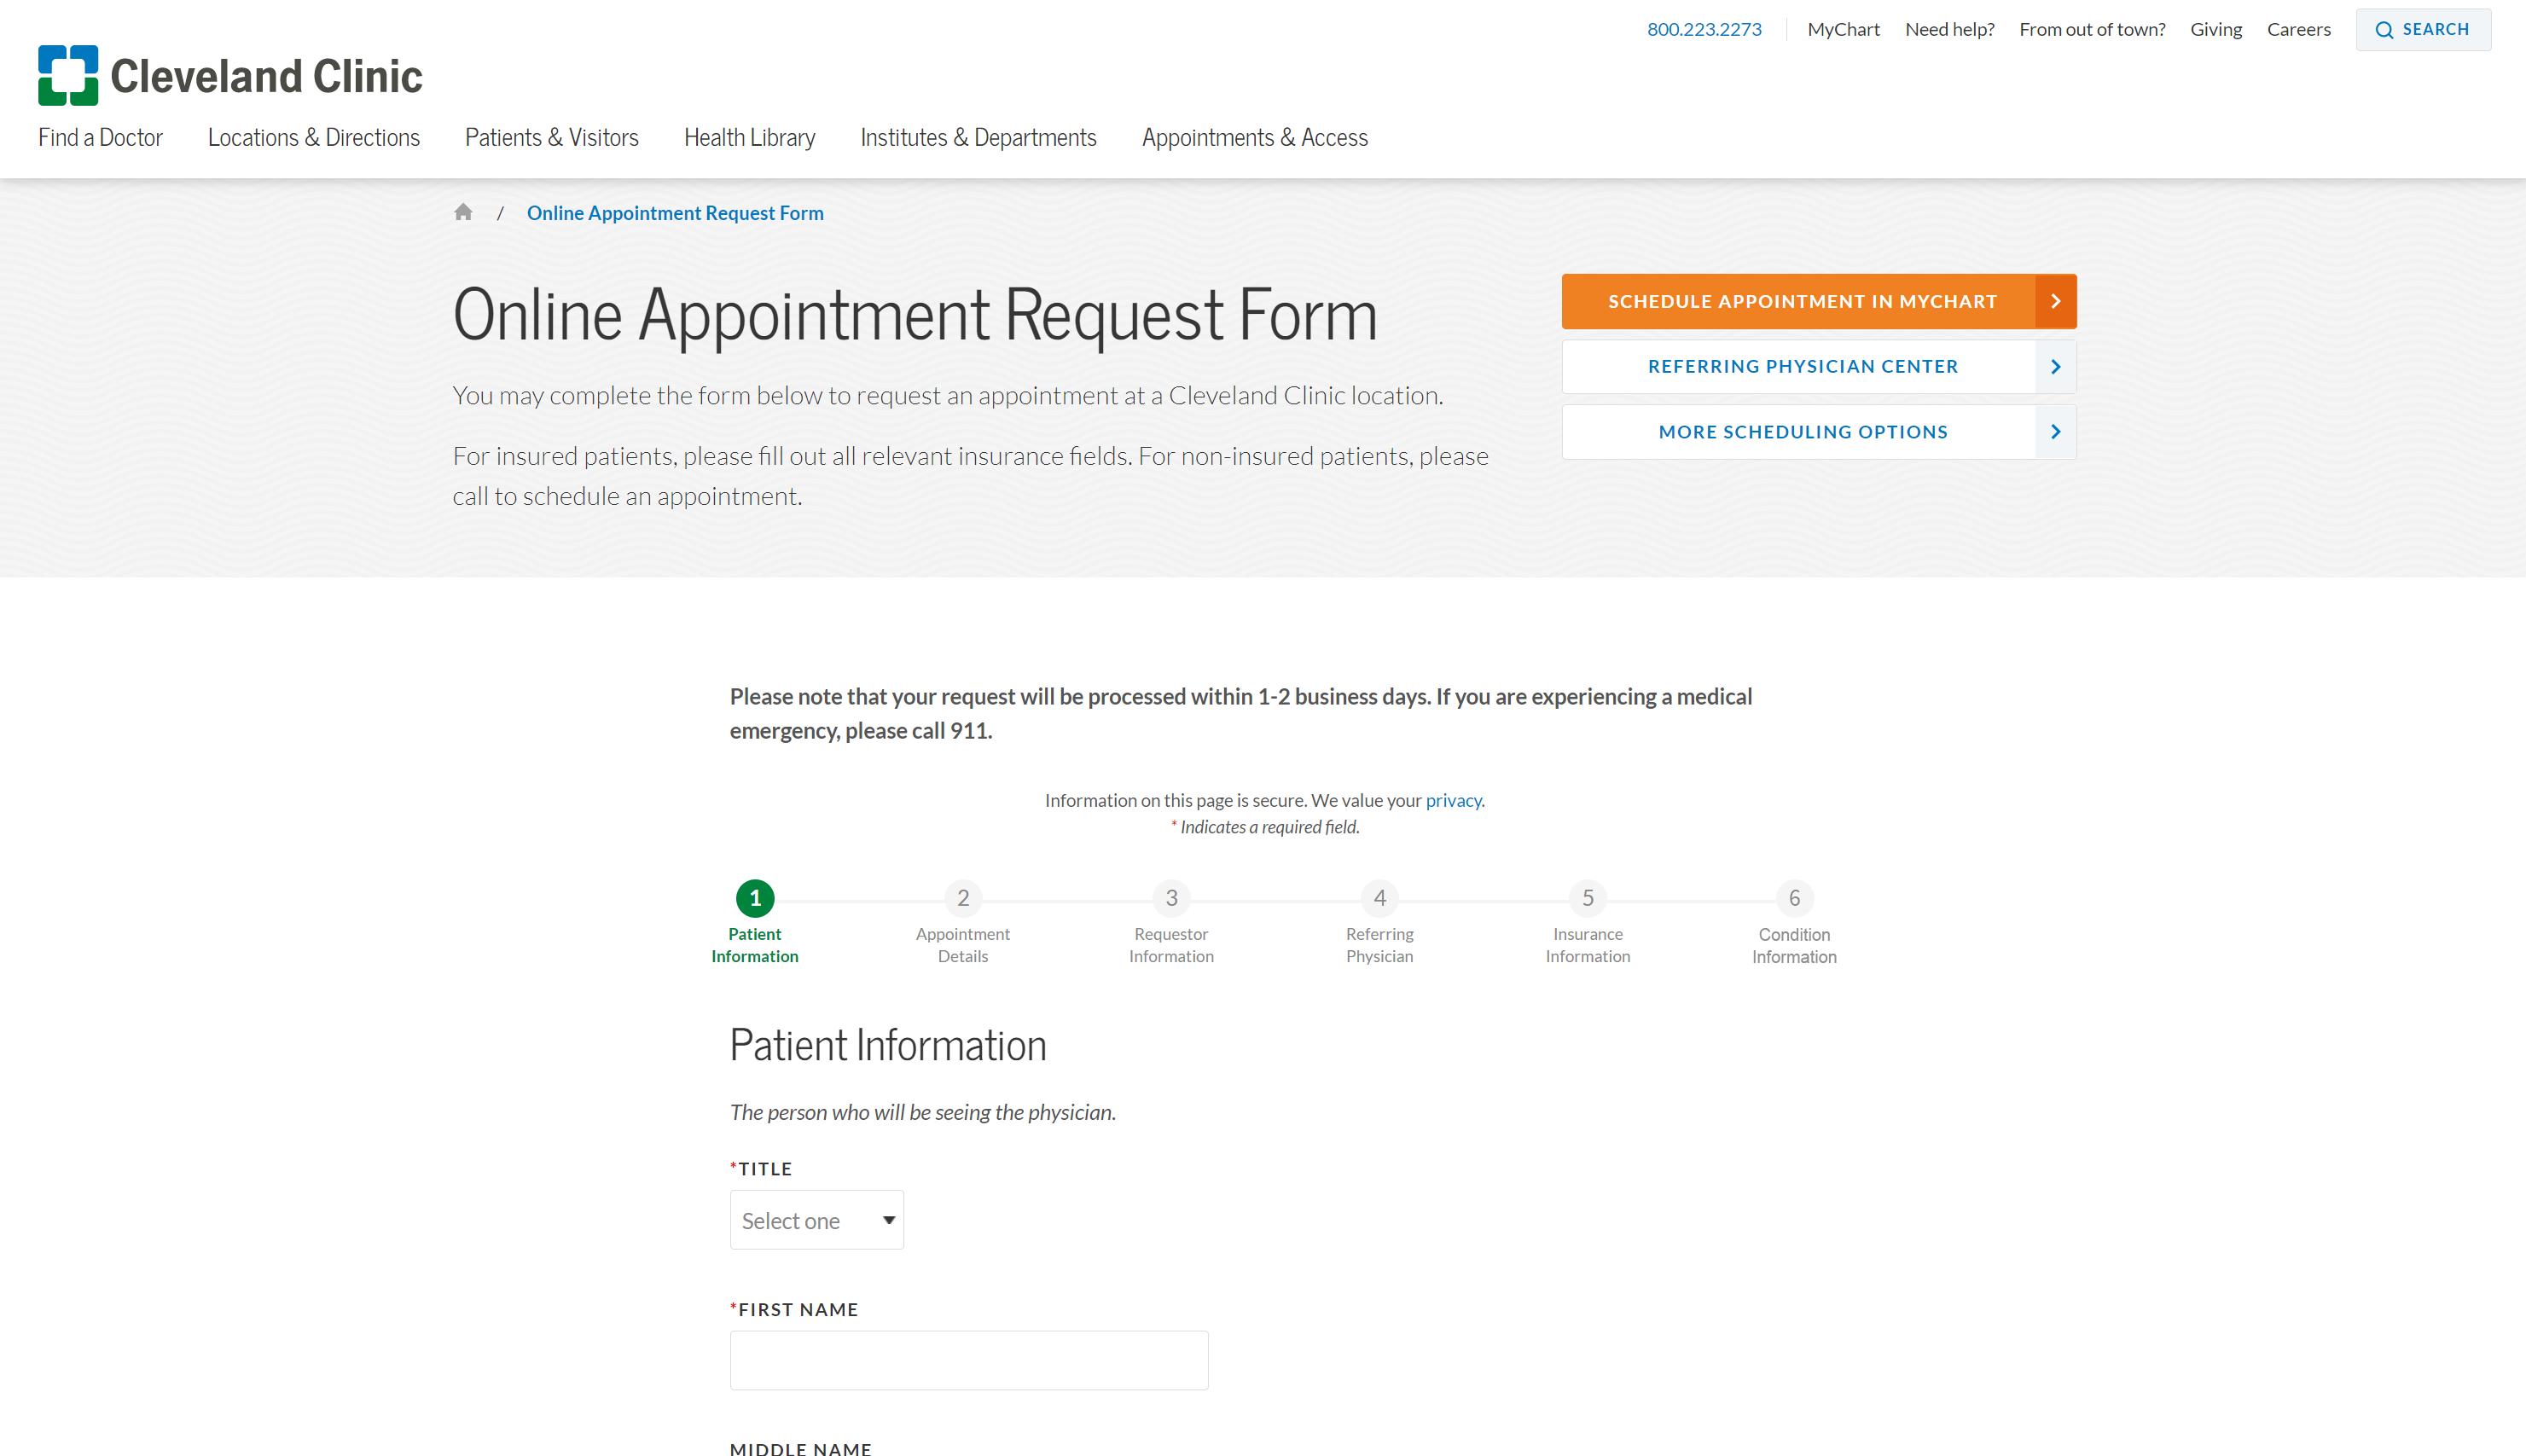 800.223.2273
MyChart
Need help?
From out of town?
Giving
Careers
SEARCH
Cleveland Clinic
Find a Doctor
Locations & Directions
Patients & Visitors
Health Library
Institutes & Departments
Appointments & Access
/ Online Appointment Request Form
Online Appointment Request Form
You may complete the form below to request an appointment at a Cleveland Clinic location.
For insured patients, please fill out all relevant insurance fields. For non-insured patients, please
call to schedule an appointment.
SCHEDULE APPOINTMENT IN MYCHART
REFERRING PHYSICIAN CENTER
MORE SCHEDULING OPTIONS
Please note that your request will be processed within 1-2 business days. If you are experiencing a medical
emergency, please call 911.
Information on this page is secure. We value your privacy.
* Indicates a required field.
1
Patient
Information
2
Appointment
Details
3
Requestor
Information
4
Referring
Physician
5
Insurance
Information
6
Condition
Information
Patient Information
The person who will be seeing the physician.
*TITLE
Select one
*FIRST NAME
MIDDLE NAME